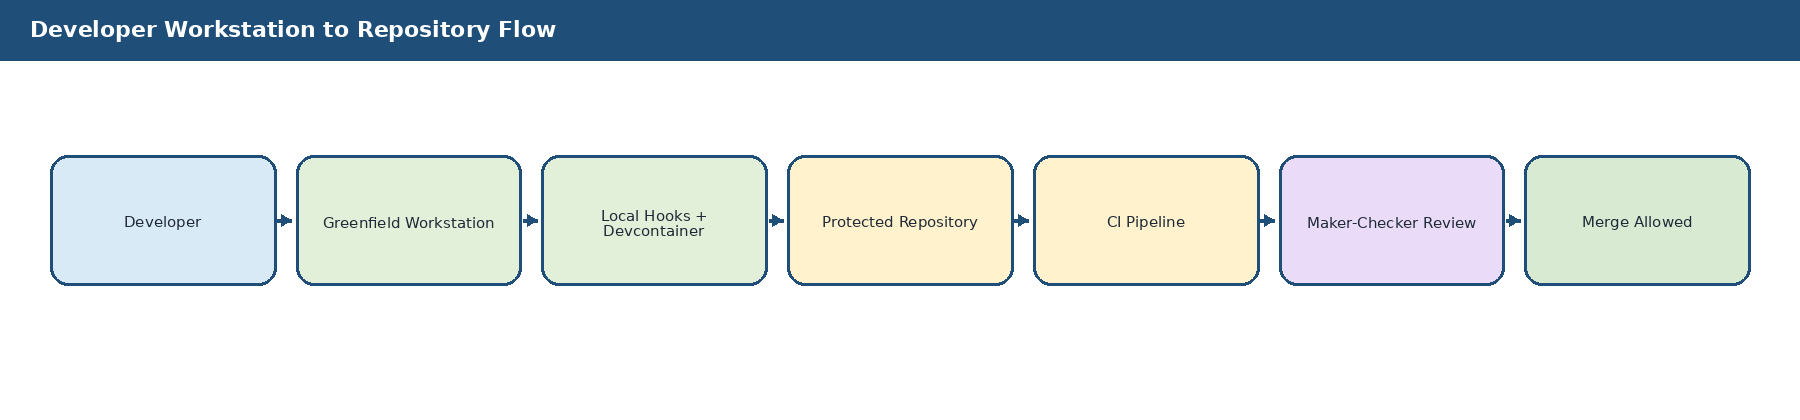 Developer Workstation to Repository Flow
Developer
Greenfield Workstation
Local Hooks +
Devcontainer
Protected Repository
CI Pipeline
Maker-Checker Review
Merge Allowed